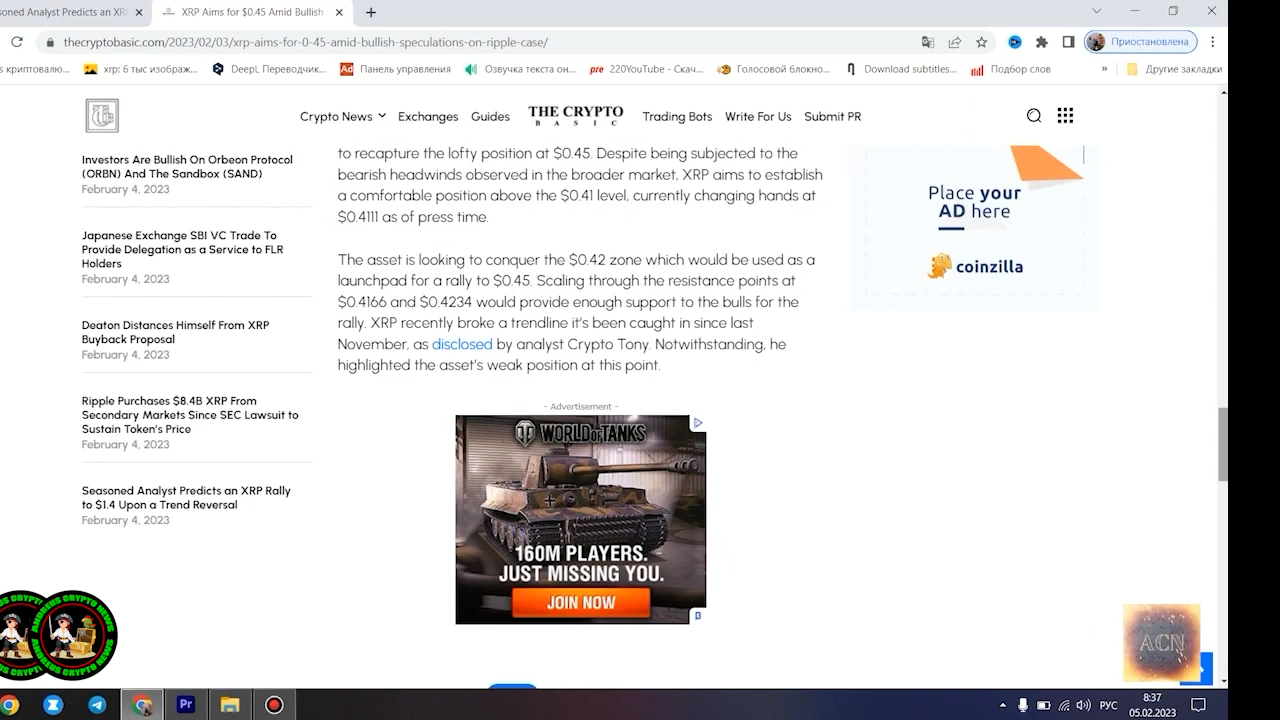 soned Analyst Predicts an XRI
XRP Aims for $0.45 Amid Bullish
thecryptobasic.com/2023/02/03/xrp-aims-for-0-45-amid-bullish-speculations-on-ripple-case/
Приостановлена
s криптовалю...
xrp: 6 тыс изображ...
DeepL Переводчик...
Ad
Панель управления
Озвучка текста он...
pre
220YouTube - Скач...
Голосовой блокно...
Download subtitles...
Подбор слов
»
Другие закладки
Crypto News
Exchanges
Guides
THE CRYPTO
BASIC
Trading Bots
Write For Us
Submit PR
Investors Are Bullish On Orbeon Protocol
(ORBN) And The Sandbox (SAND)
February 4, 2023
Japanese Exchange SBI VC Trade To
Provide Delegation as a Service to FLR
Holders
February 4, 2023
Deaton Distances Himself From XRP
Buyback Proposal
February 4, 2023
Ripple Purchases $8.4B XRP From
Secondary Markets Since SEC Lawsuit to
Sustain Token's Price
February 4, 2023
Seasoned Analyst Predicts an XRP Rally
to $1.4 Upon a Trend Reversal
February 4, 2023
to recapture the lofty position at $0.45. Despite being subjected to the
bearish headwinds observed in the broader market, XRP aims to establish
a comfortable position above the $0.41 level, currently changing hands at
$0.4111 as of press time.
The asset is looking to conquer the $0.42 zone which would be used as a
launchpad for a rally to $0.45. Scaling through the resistance points at
$0.4166 and $0.4234 would provide enough support to the bulls for the
rally. XRP recently broke a trendline it's been caught in since last
November, as disclosed by analyst Crypto Tony. Notwithstanding, he
highlighted the asset's weak position at this point.
- Advertisement -
WORLD OF TANKS
160M PLAYERS.
JUST MISSING YOU.
JOIN NOW
Place your
AD here
coinzilla
ANDREUS CRYPTO NEWS
ANDREUS CRYPTO NEWS
ACN
Pr
РУС
8:37
05.02.2023